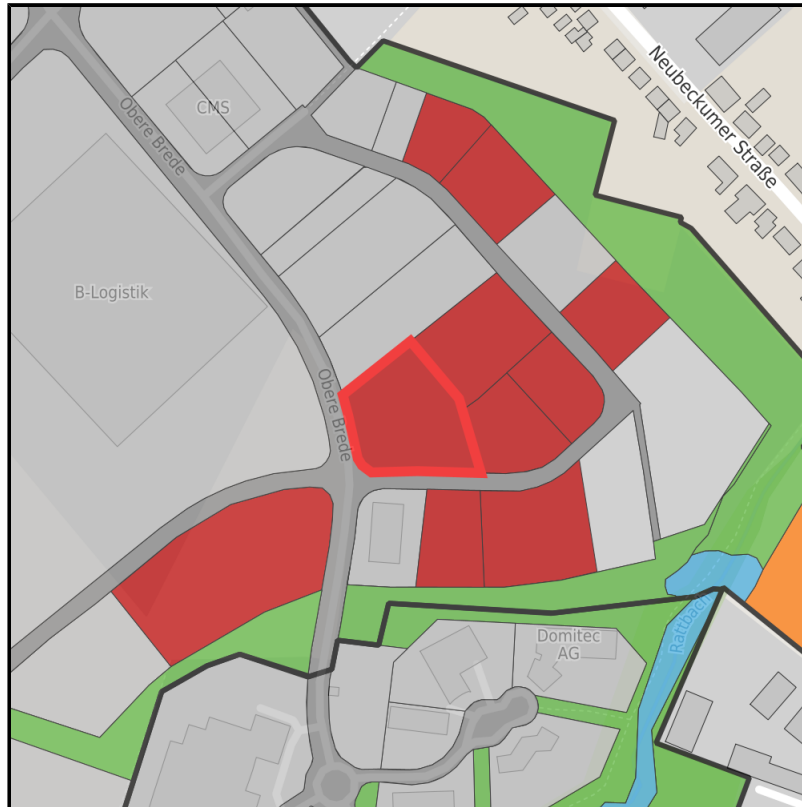 Neubeckumer Straße
Obere Brede
CMS
B-Logistik
Obere Brede
Domitec
AG
Rattbach